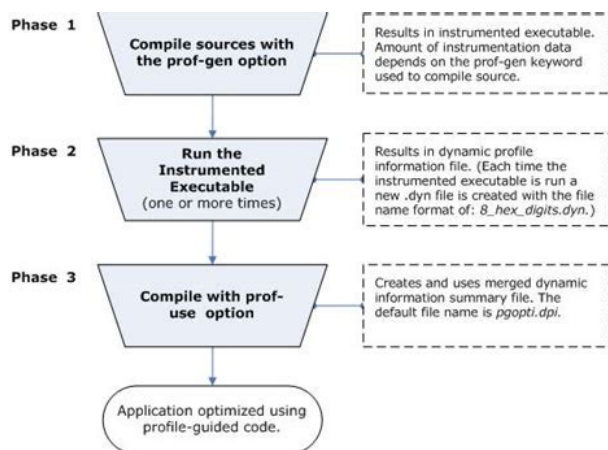 Phase 1
Compile sources with
the prof-gen option
Results in instrumented executable.
Amount of instrumentation data
depends on the prof-gen keyword
used to compile source.
Phase 2
Run the
Instrumented
Executable
(one or more times)
Results in dynamic profile
information file. (Each time the
instrumented executable is run a
new .dyn file is created with the file
name format of: 8_hex_digits.dyn.)
Phase 3
Compile with prof-
use option
Creates and uses merged dynamic
information summary file. The
default file name is pgopti.dpi.
Application optimized using
profile-guided code.